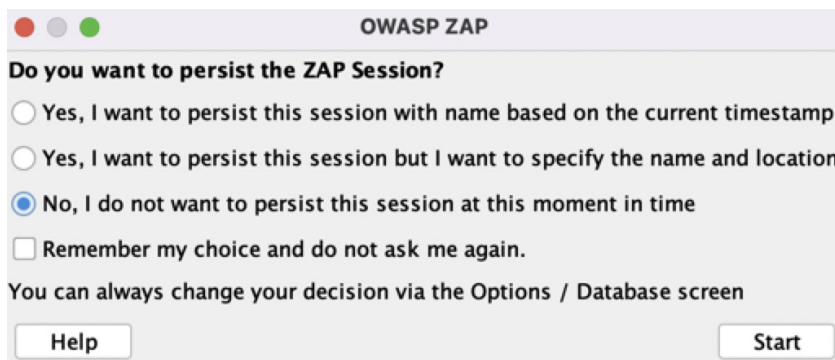 OWASP ZAP
Do you want to persist the ZAP Session?
Yes, I want to persist this session with name based on the current timestamp
Yes, I want to persist this session but I want to specify the name and location
No, I do not want to persist this session at this moment in time
Remember my choice and do not ask me again.
You can always change your decision via the Options / Database screen
Help Start